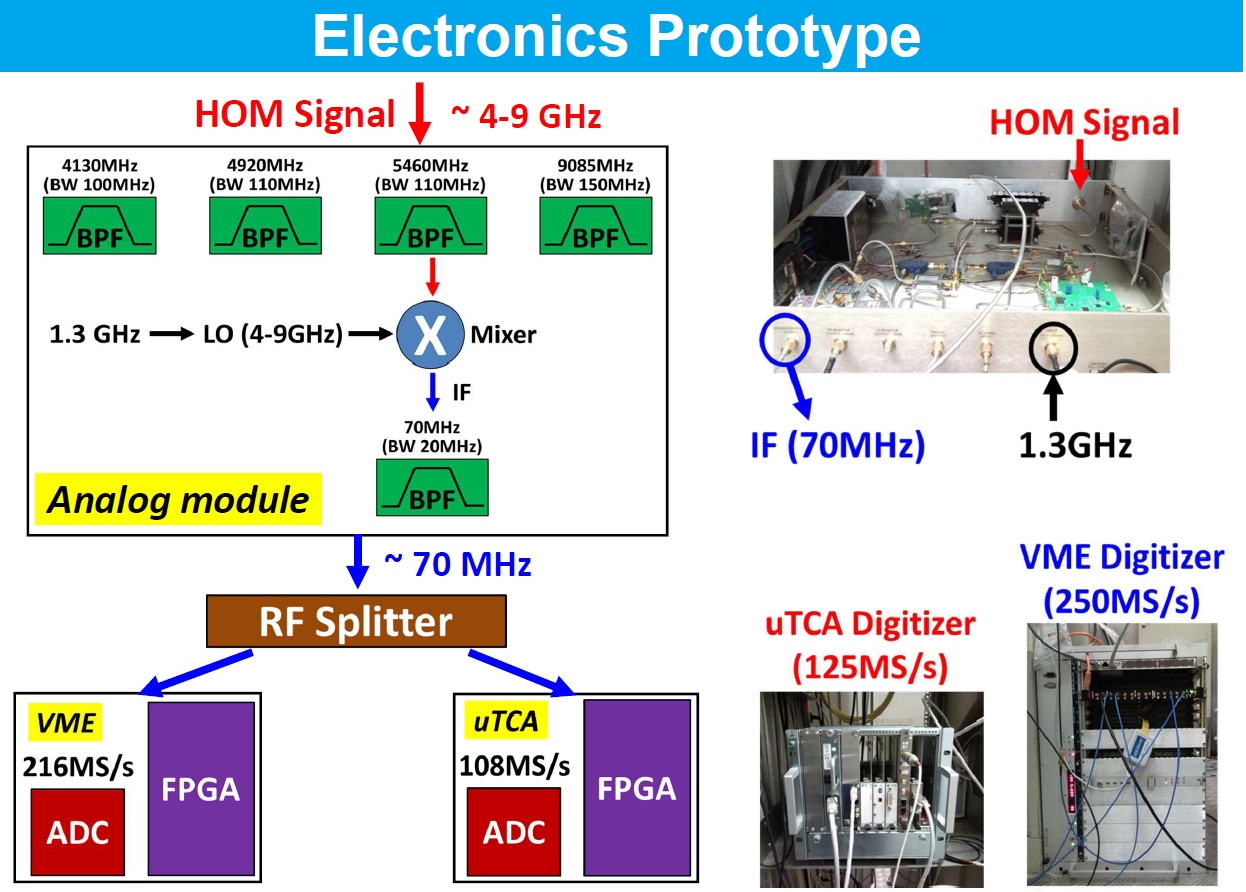 Electronics Prototype
HOM Signal
~ 4-9 GHz
4130MHz
(BW 100MHz)
BPF
4920MHz
(BW 110MHz)
BPF
5460MHz
(BW 110MHz)
BPF
9085MHz
(BW 150MHz)
BPF
1.3 GHz
LO (4-9GHz)
X
Mixer
IF
70MHz
(BW 20MHz)
BPF
Analog module
~ 70 MHz
RF Splitter
VME
216MS/s
ADC
FPGA
uTCA
108MS/s
ADC
FPGA
HOM Signal
IF (70MHz)
1.3GHz
uTCA Digitizer
(125MS/s)
VME Digitizer
(250MS/s)